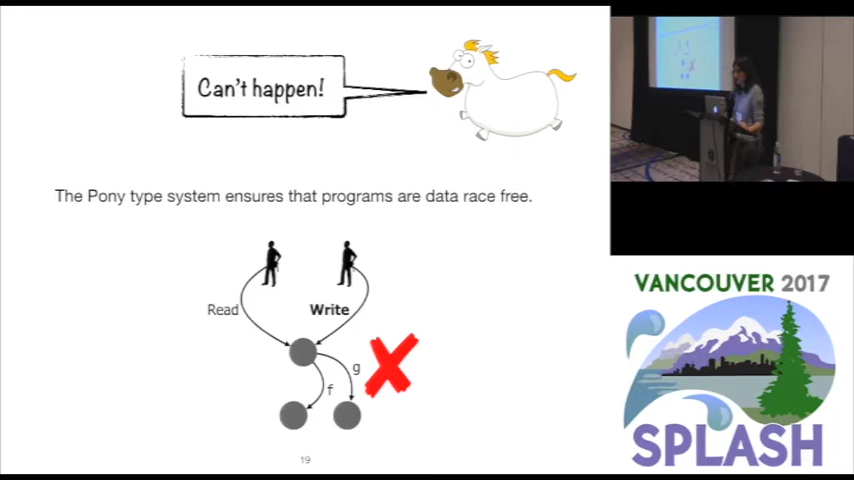 Can't happen!
The Pony type system ensures that programs are data race free.
Read
Write
g
f
19
VANCOUVER 2017
SPLASH